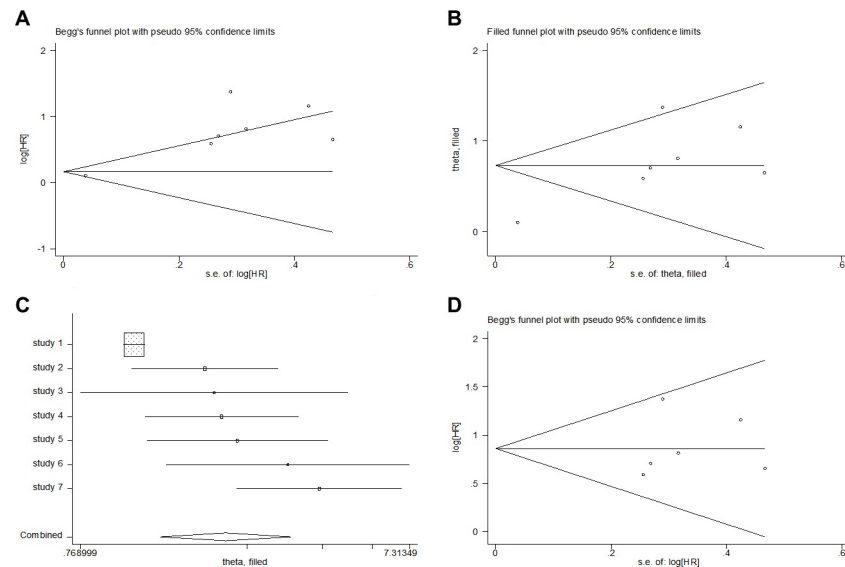 A
Begg's funnel plot with pseudo 95% confidence limits
2
1
0
-1
log[HR]
0
.2
.4
.6
s.e. of: log[HR]
B
Filled funnel plot with pseudo 95% confidence limits
2
1
0
theta, filled
0
.2
.4
.6
s.e. of: theta, filled
C
study 1
study 2
study 3
study 4
study 5
study 6
study 7
Combined
.768999
7.31349
theta, filled
D
Begg's funnel plot with pseudo 95% confidence limits
2
1.5
1
.5
0
log[HR]
0
.2
.4
.6
s.e. of: log[HR]